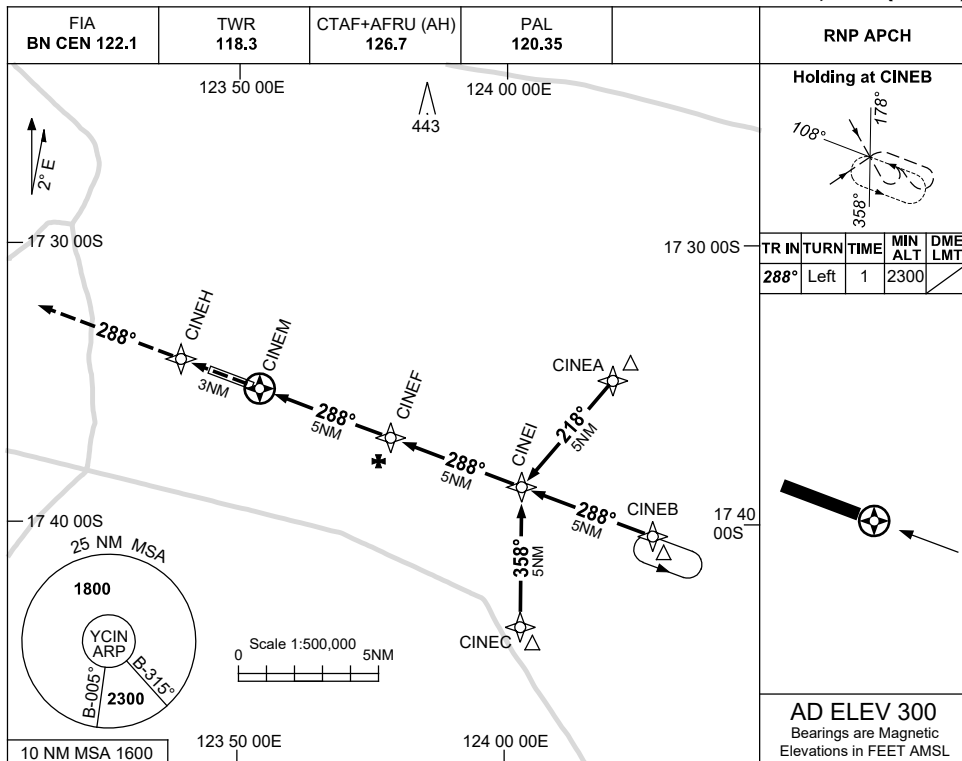 FIA
BN CEN 122.1
TWR
118.3
CTAF+AFRU (AH)
126.7
PAL
120.35
RNP APCH
123 50 00E
124 00 00E
443
2° E
17 30 00S
17 30 00S
Holding at CINEB
108°
178°
358°
TR IN TURN TIME MIN ALT DME LMT
288° Left 1 2300
288°
CINEH
3NM
CINEM
288°
5NM
CINEF
288°
5NM
CINEI
CINEA
218°
5NM
288°
5NM
CINEB
358°
5NM
CINEC
17 40 00S
17 40
00S
25 NM MSA
1800
YCIN
ARP
B-005°
B-315°
2300
10 NM MSA 1600
Scale 1:500,000
0 5NM
123 50 00E
124 00 00E
AD ELEV 300
Bearings are Magnetic
Elevations in FEET AMSL